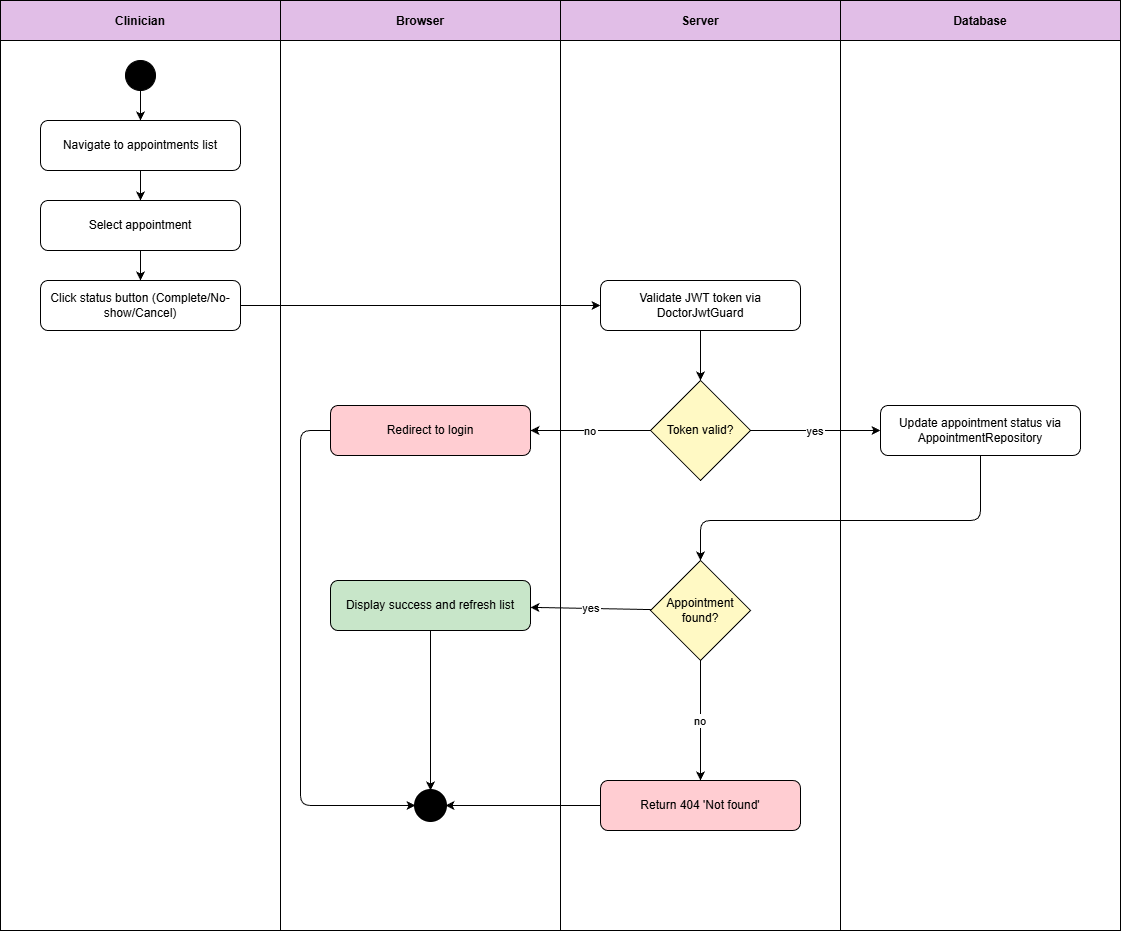 Clinician
Browser
Server
Database
Navigate to appointments list
Select appointment
Click status button (Complete/No-
show/Cancel)
Validate JWT token via
DoctorJwtGuard
Redirect to login
no
Token valid?
yes
Update appointment status via
AppointmentRepository
Display success and refresh list
yes
Appointment
found?
no
Return 404 'Not found'